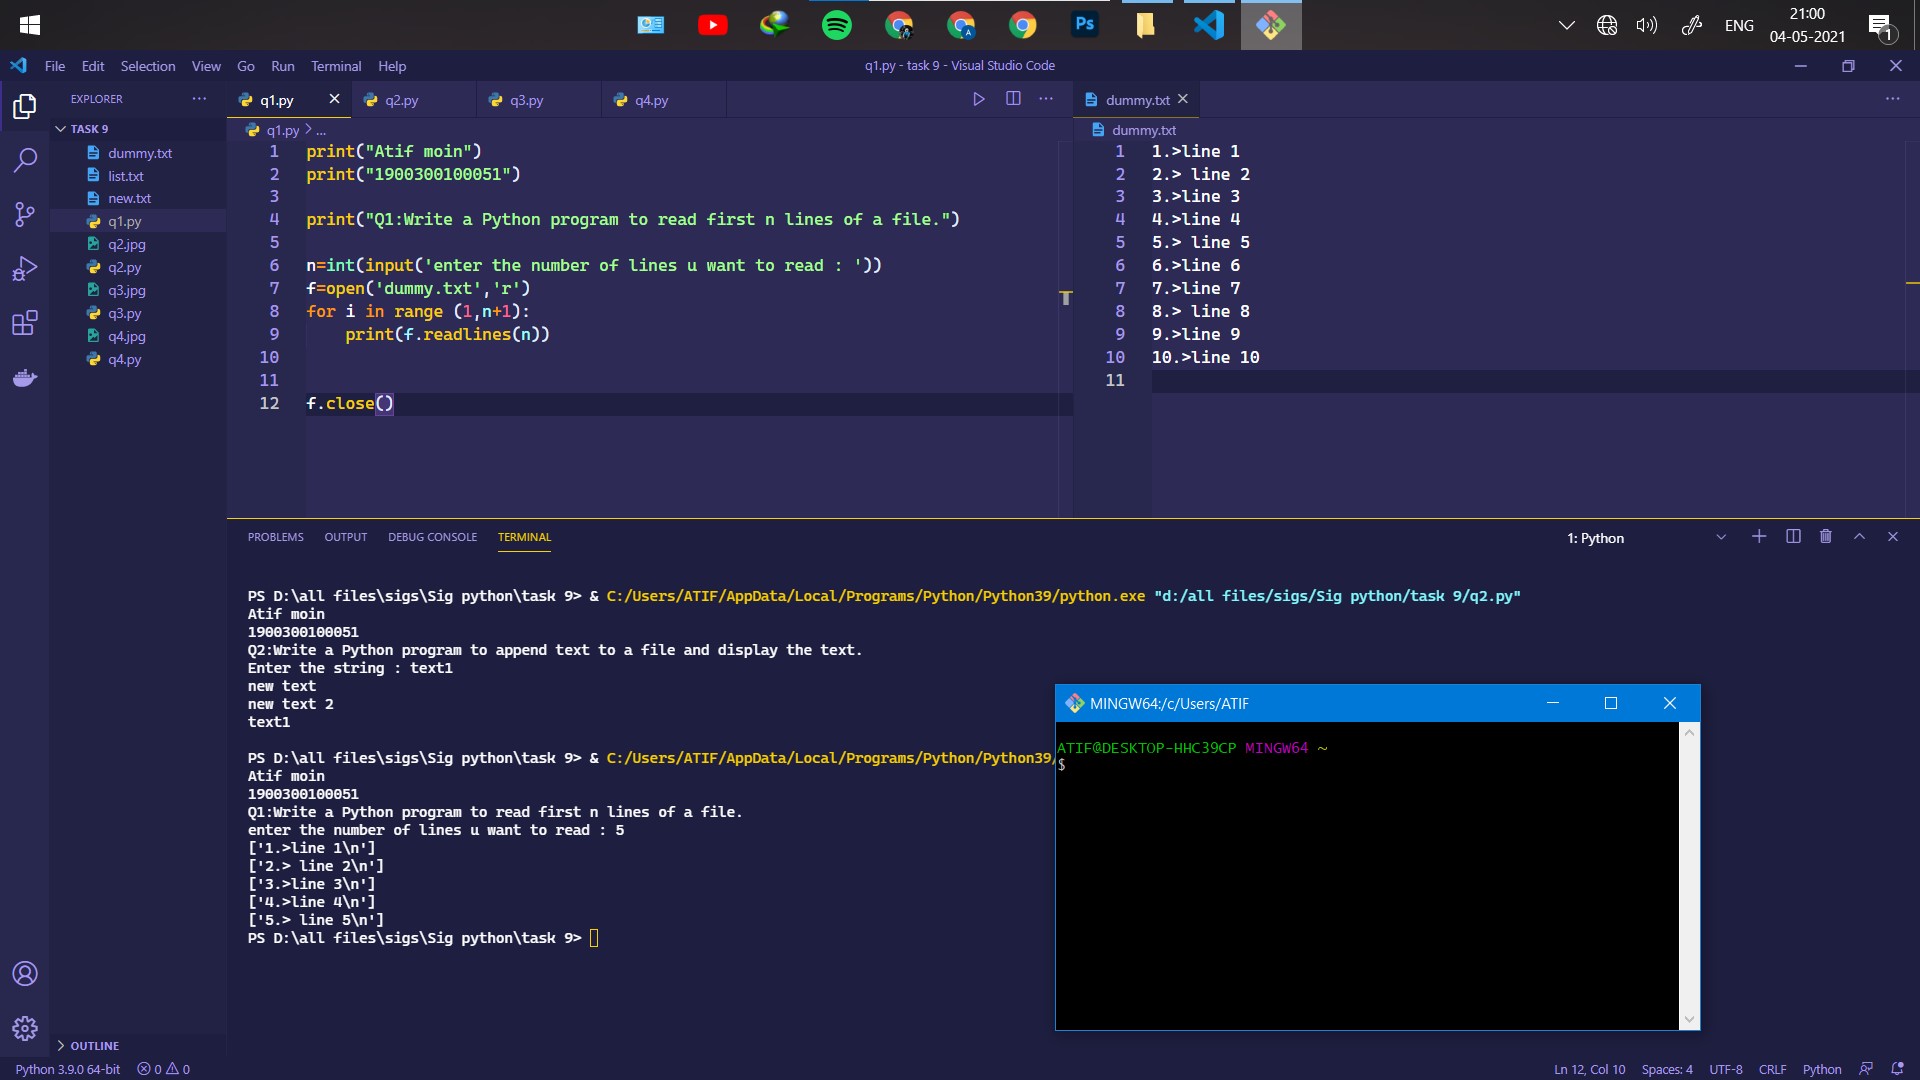 Ps
ENG
21:00
04-05-2021
1
File Edit Selection View Go Run Terminal Help
q1.py - task 9 - Visual Studio Code
EXPLORER
TASK 9
dummy.txt
list.txt
new.txt
q1.py
q2.jpg
q2.py
q3.jpg
q3.py
q4.jpg
q4.py
OUTLINE
q1.py q2.py q3.py q4.py
q1.py > ...
1 print("Atif moin")
2 print("1900300100051")
3
4 print("Q1:Write a Python program to read first n lines of a file.")
5
6 n=int(input('enter the number of lines u want to read : '))
7 f=open('dummy.txt','r')
8 for i in range (1,n+1):
9     print(f.readlines(n))
10
11
12 f.close()
dummy.txt
dummy.txt
1 1.>line 1
2 2.> line 2
3 3.>line 3
4 4.>line 4
5 5.> line 5
6 6.>line 6
7 7.>line 7
8 8.> line 8
9 9.>line 9
10 10.>line 10
11
PROBLEMS OUTPUT DEBUG CONSOLE TERMINAL
1: Python
PS D:\all files\sigs\Sig python\task 9> & C:/Users/ATIF/AppData/Local/Programs/Python/Python39/python.exe "d:/all files/sigs/Sig python/task 9/q2.py"
Atif moin
1900300100051
Q2:Write a Python program to append text to a file and display the text.
Enter the string : text1
new text
new text 2
text1
PS D:\all files\sigs\Sig python\task 9> & C:/Users/ATIF/AppData/Local/Programs/Python/Python39/
Atif moin
1900300100051
Q1:Write a Python program to read first n lines of a file.
enter the number of lines u want to read : 5
['1.>line 1\n']
['2.> line 2\n']
['3.>line 3\n']
['4.>line 4\n']
['5.> line 5\n']
PS D:\all files\sigs\Sig python\task 9>
MINGW64:/c/Users/ATIF
ATIF@DESKTOP-HHC39CP MINGW64 ~
$
Python 3.9.0 64-bit 0 0
Ln 12, Col 10 Spaces: 4 UTF-8 CRLF Python